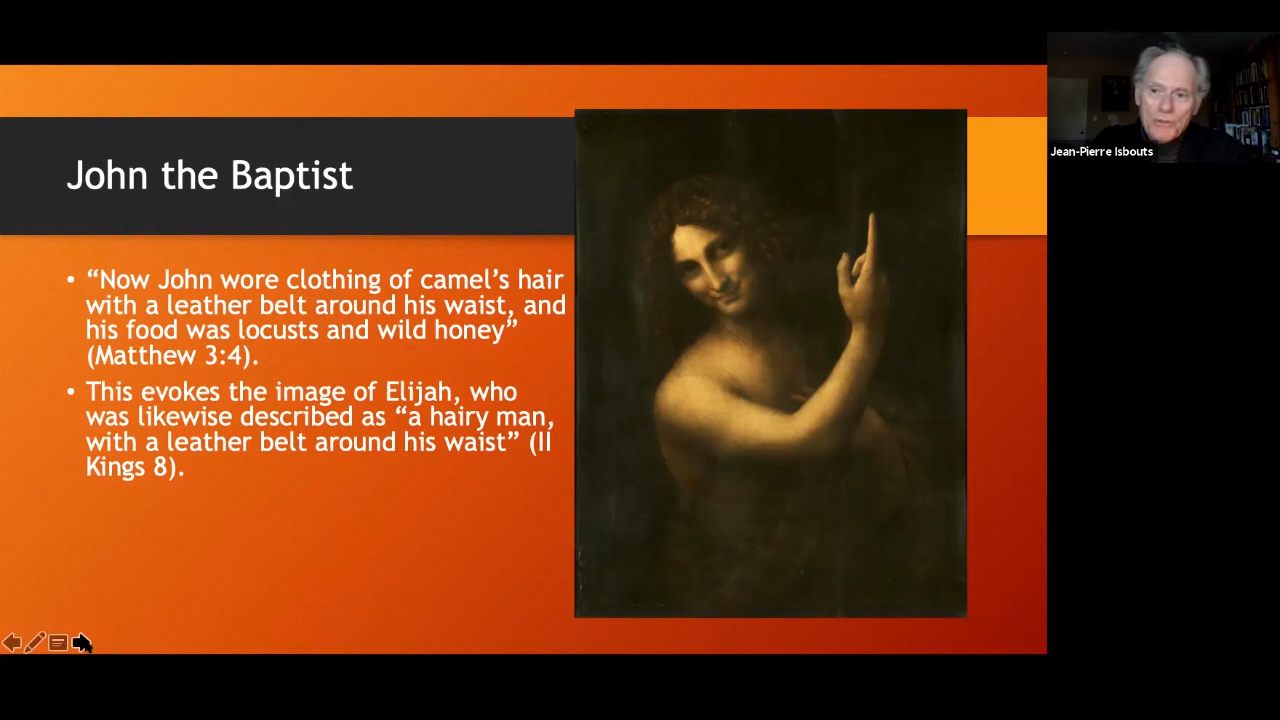 John the Baptist
• “Now John wore clothing of camel’s hair
with a leather belt around his waist, and
his food was locusts and wild honey”
(Matthew 3:4).
• This evokes the image of Elijah, who
was likewise described as “a hairy man,
with a leather belt around his waist” (II
Kings 8).
Jean-Pierre Isbouts